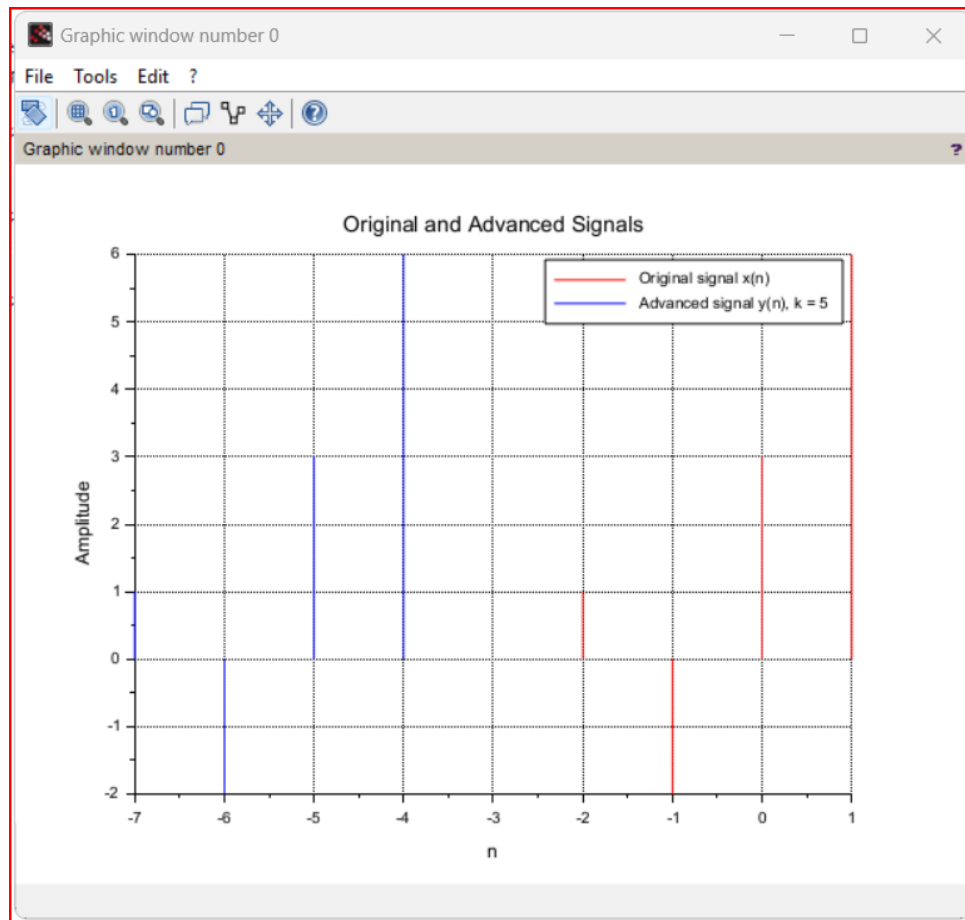 Graphic window number 0
File Tools Edit ?
Graphic window number 0 ?
Original and Advanced Signals
Original signal x(n)
Advanced signal y(n), k = 5
6
5
4
3
2
1
0
-1
-2
Amplitude
-7 -6 -5 -4 -3 -2 -1 0 1
n